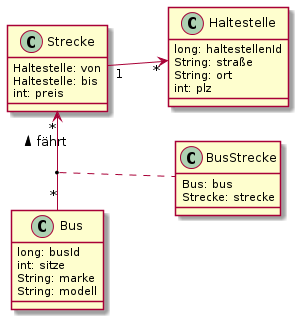 C Strecke
Haltestelle: von
Haltestelle: bis
int: preis
C Haltestelle
long: haltestellenId
String: straße
String: ort
int: plz
1
*
*
fährt
*
C BusStrecke
Bus: bus
Strecke: strecke
C Bus
long: busId
int: sitze
String: marke
String: modell